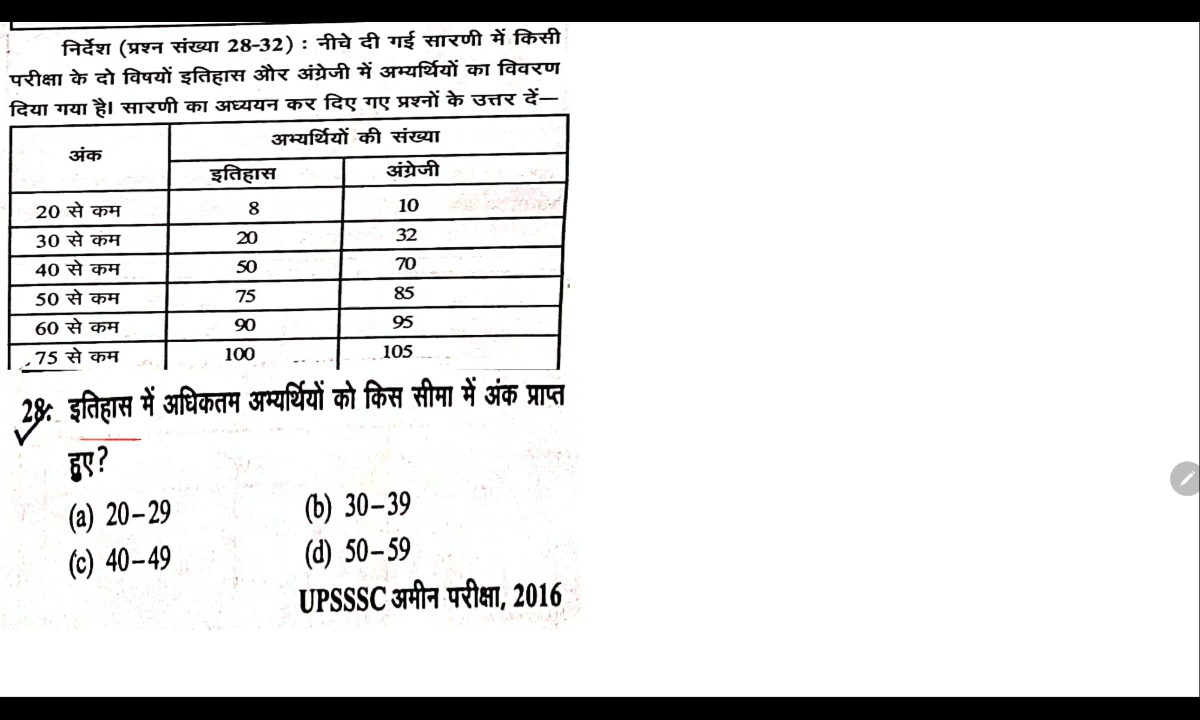 निर्देश (प्रश्न संख्या 28-32) : नीचे दी गई सारणी में किसी
परीक्षा के दो विषयों इतिहास और अंग्रेजी में अभ्यर्थियों का विवरण
दिया गया है। सारणी का अध्ययन कर दिए गए प्रश्नों के उत्तर दें—
अंक अभ्यर्थियों की संख्या
इतिहास अंग्रेजी
20 से कम 8 10
30 से कम 20 32
40 से कम 50 70
50 से कम 75 85
60 से कम 90 95
75 से कम 100 105
28. इतिहास में अधिकतम अभ्यर्थियों को किस सीमा में अंक प्राप्त
हुए?
(a) 20–29 (b) 30–39
(c) 40–49 (d) 50–59
UPSSSC अमीन परीक्षा, 2016